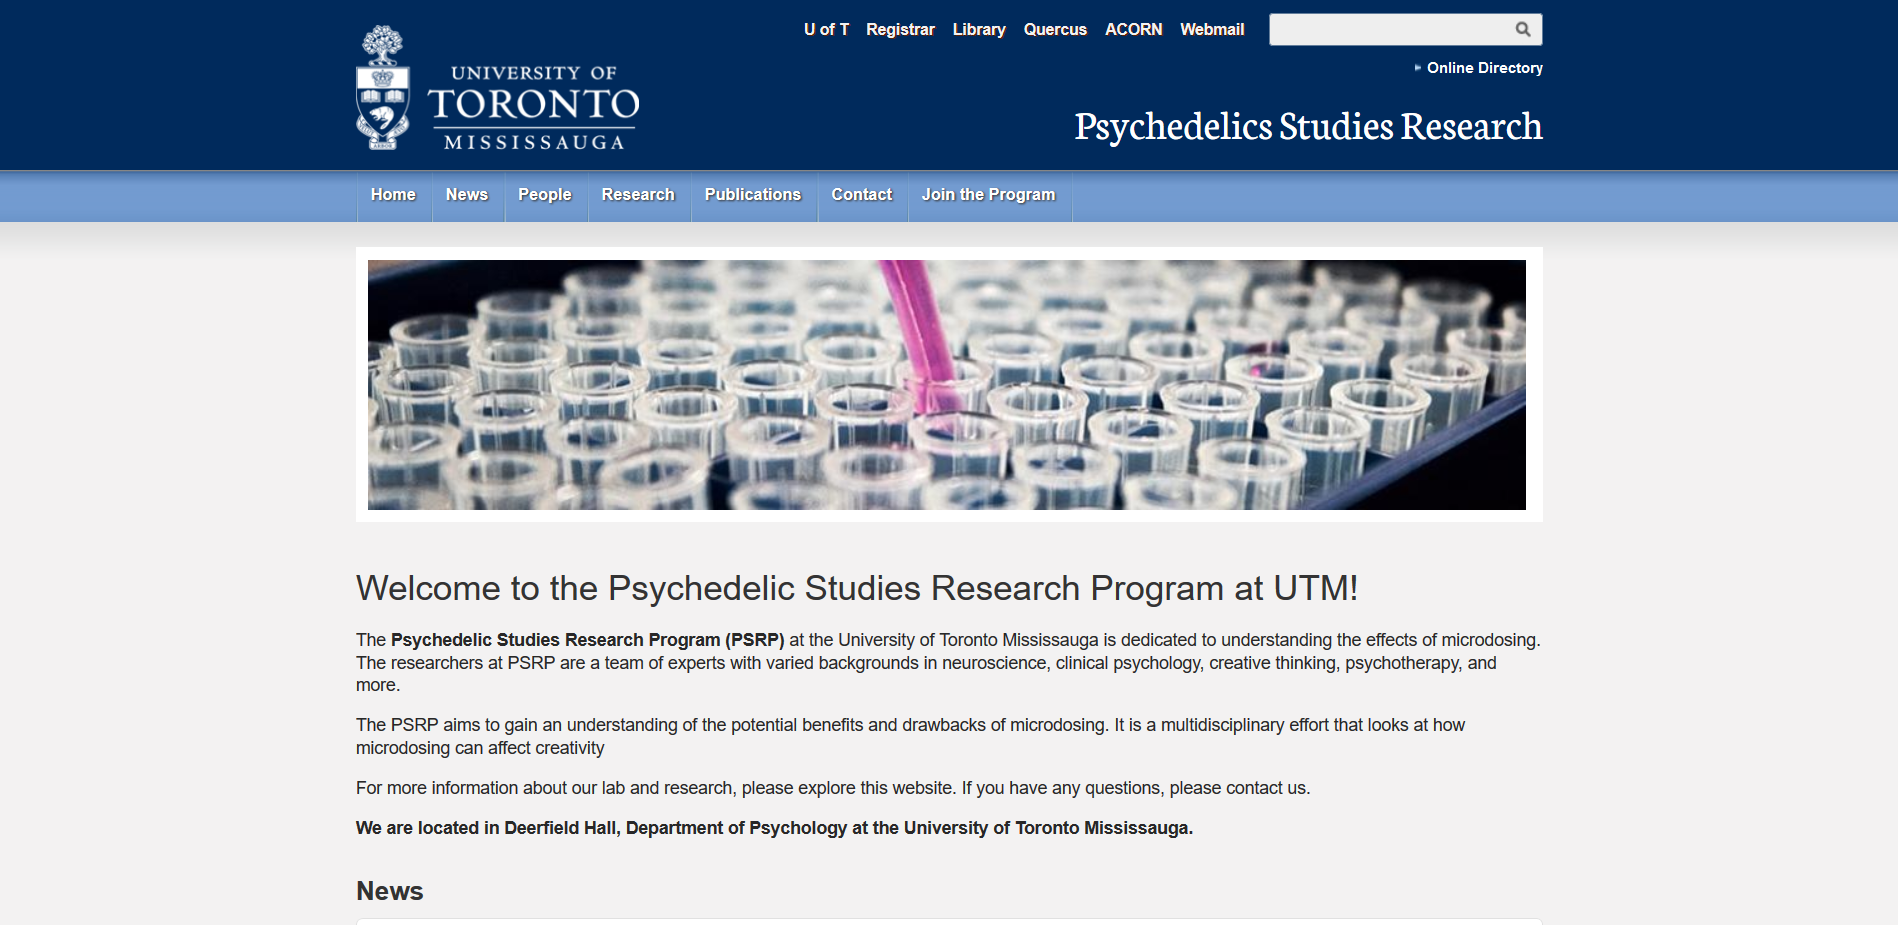 U of T Registrar Library Quercus ACORN Webmail
Online Directory
UNIVERSITY OF
TORONTO
MISSISSAUGA
Psychedelics Studies Research
Home News People Research Publications Contact Join the Program
Welcome to the Psychedelic Studies Research Program at UTM!
The Psychedelic Studies Research Program (PSRP) at the University of Toronto Mississauga is dedicated to understanding the effects of microdosing.
The researchers at PSRP are a team of experts with varied backgrounds in neuroscience, clinical psychology, creative thinking, psychotherapy, and
more.
The PSRP aims to gain an understanding of the potential benefits and drawbacks of microdosing. It is a multidisciplinary effort that looks at how
microdosing can affect creativity
For more information about our lab and research, please explore this website. If you have any questions, please contact us.
We are located in Deerfield Hall, Department of Psychology at the University of Toronto Mississauga.
News